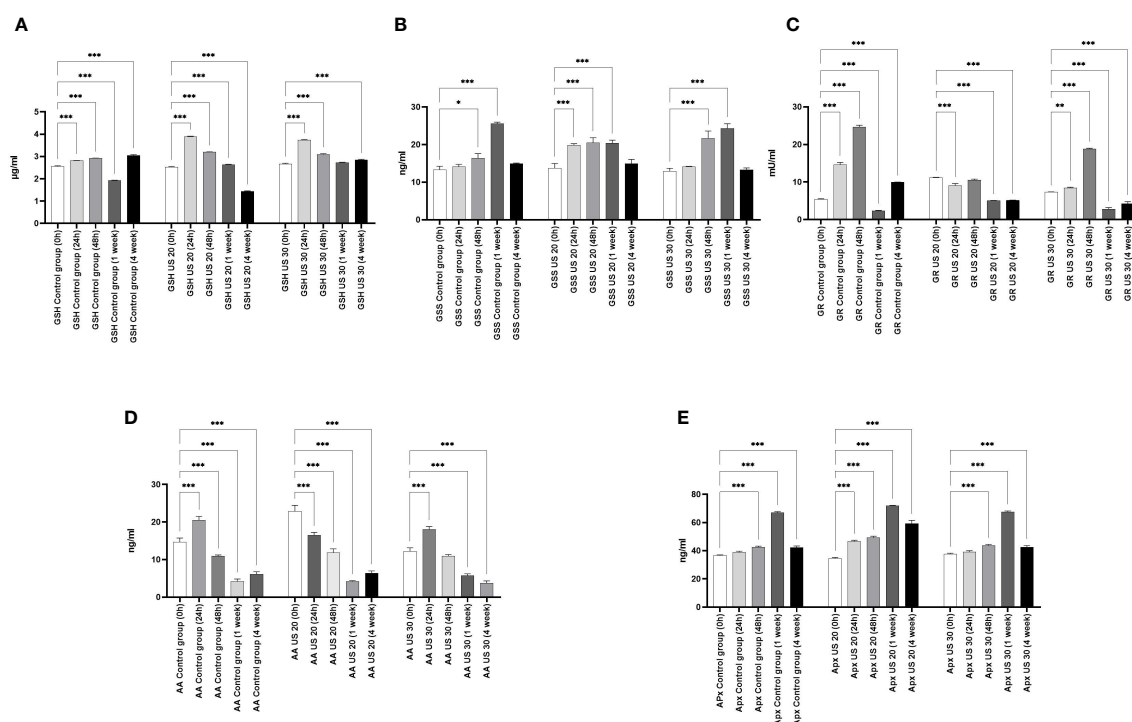 A
***
***
***
***
***
***
***
***
***
***
***
µg/ml
5
4
3
2
1
0
GSH Control group (0h)
GSH Control group (24h)
GSH Control group (48h)
GSH Control group (1 week)
GSH Control group (4 week)
GSH US 20 (0h)
GSH US 20 (24h)
GSH US 20 (48h)
GSH US 20 (1 week)
GSH US 20 (4 week)
GSH US 30 (0h)
GSH US 30 (24h)
GSH US 30 (48h)
GSH US 30 (1 week)
GSH US 30 (4 week)
B
***
*
***
***
***
***
***
ng/ml
30
20
10
0
GSS Control group (0h)
GSS Control group (24h)
GSS Control group (48h)
GSS Control group (1 week)
GSS Control group (4 week)
GSS US 20 (0h)
GSS US 20 (24h)
GSS US 20 (48h)
GSS US 20 (1 week)
GSS US 20 (4 week)
GSS US 30 (0h)
GSS US 30 (24h)
GSS US 30 (48h)
GSS US 30 (1 week)
GSS US 30 (4 week)
C
***
***
***
***
***
***
***
***
***
***
**
mU/ml
30
20
10
0
GR Control group (0h)
GR Control group (24h)
GR Control group (48h)
GR Control group (1 week)
GR Control group (4 week)
GR US 20 (0h)
GR US 20 (24h)
GR US 20 (48h)
GR US 20 (1 week)
GR US 20 (4 week)
GR US 30 (0h)
GR US 30 (24h)
GR US 30 (48h)
GR US 30 (1 week)
GR US 30 (4 week)
D
***
***
***
***
***
***
***
***
***
***
***
ng/ml
30
20
10
0
AA Control group (0h)
AA Control group (24h)
AA Control group (48h)
AA Control group (1 week)
AA Control group (4 week)
AA US 20 (0h)
AA US 20 (24h)
AA US 20 (48h)
AA US 20 (1 week)
AA US 20 (4 week)
AA US 30 (0h)
AA US 30 (24h)
AA US 30 (48h)
AA US 30 (1 week)
AA US 30 (4 week)
E
***
***
***
***
***
***
***
***
***
***
ng/ml
80
60
40
20
0
APx Control group (0h)
Apx Control group (24h)
Apx Control group (48h)
Apx Control group (1 week)
Apx Control group (4 week)
Apx US 20 (0h)
Apx US 20 (24h)
Apx US 20 (48h)
Apx US 20 (1 week)
Apx US 20 (4 week)
Apx US 30 (0h)
Apx US 30 (24h)
Apx US 30 (48h)
Apx US 30 (1 week)
Apx US 30 (4 week)